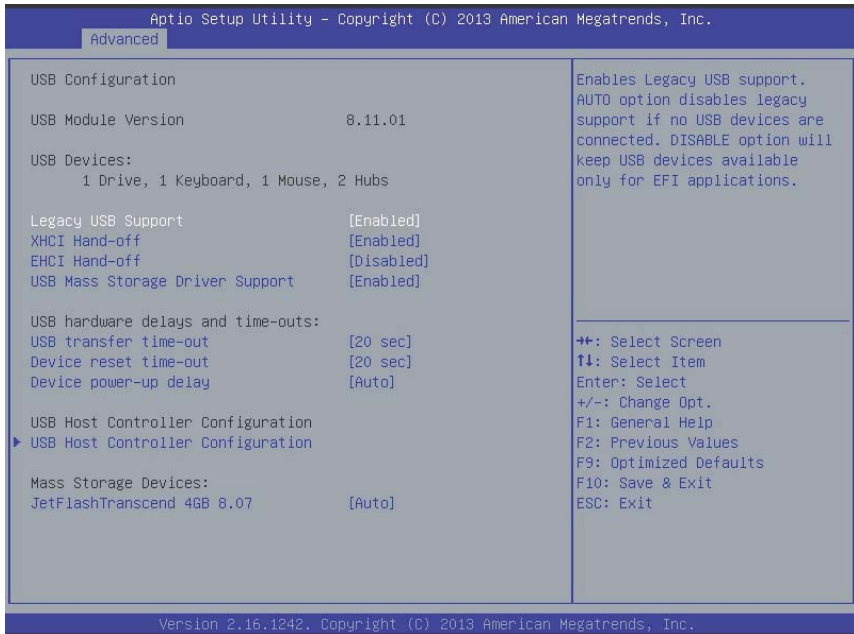 Aptio Setup Utility – Copyright (C) 2013 American Megatrends, Inc.
Advanced
USB Configuration
USB Module Version 8.11.01
USB Devices:
1 Drive, 1 Keyboard, 1 Mouse, 2 Hubs
Legacy USB Support [Enabled]
XHCI Hand-off [Enabled]
EHCI Hand-off [Disabled]
USB Mass Storage Driver Support [Enabled]
USB hardware delays and time-outs:
USB transfer time-out [20 sec]
Device reset time-out [20 sec]
Device power-up delay [Auto]
USB Host Controller Configuration
USB Host Controller Configuration
Mass Storage Devices:
JetFlashTranscend 4GB 8.07 [Auto]
Enables Legacy USB support.
AUTO option disables legacy
support if no USB devices are
connected. DISABLE option will
keep USB devices available
only for EFI applications.
→←: Select Screen
↑↓: Select Item
Enter: Select
+/-: Change Opt.
F1: General Help
F2: Previous Values
F9: Optimized Defaults
F10: Save & Exit
ESC: Exit
Version 2.16.1242. Copyright (C) 2013 American Megatrends, Inc.